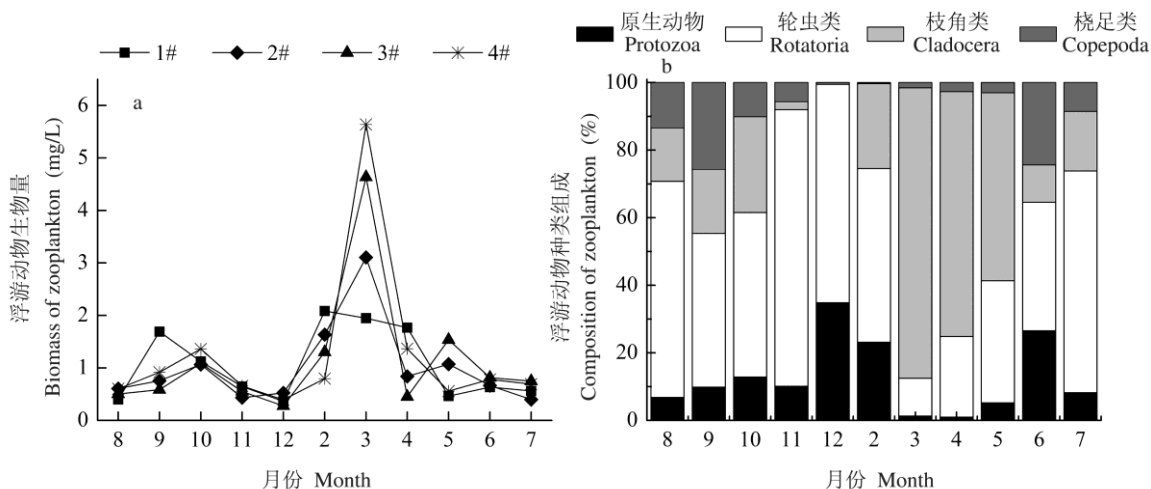 1# 2# 3# 4#
a
浮游动物生物量
Biomass of zooplankton (mg/L)
6
5
4
3
2
1
0
8 9 10 11 12 2 3 4 5 6 7
月份 Month
原生动物 轮虫类 枝角类 桡足类
Protozoa Rotatoria Cladocera Copepoda
b
浮游动物种类组成
Composition of zooplankton (%)
100
80
60
40
20
0
8 9 10 11 12 2 3 4 5 6 7
月份 Month